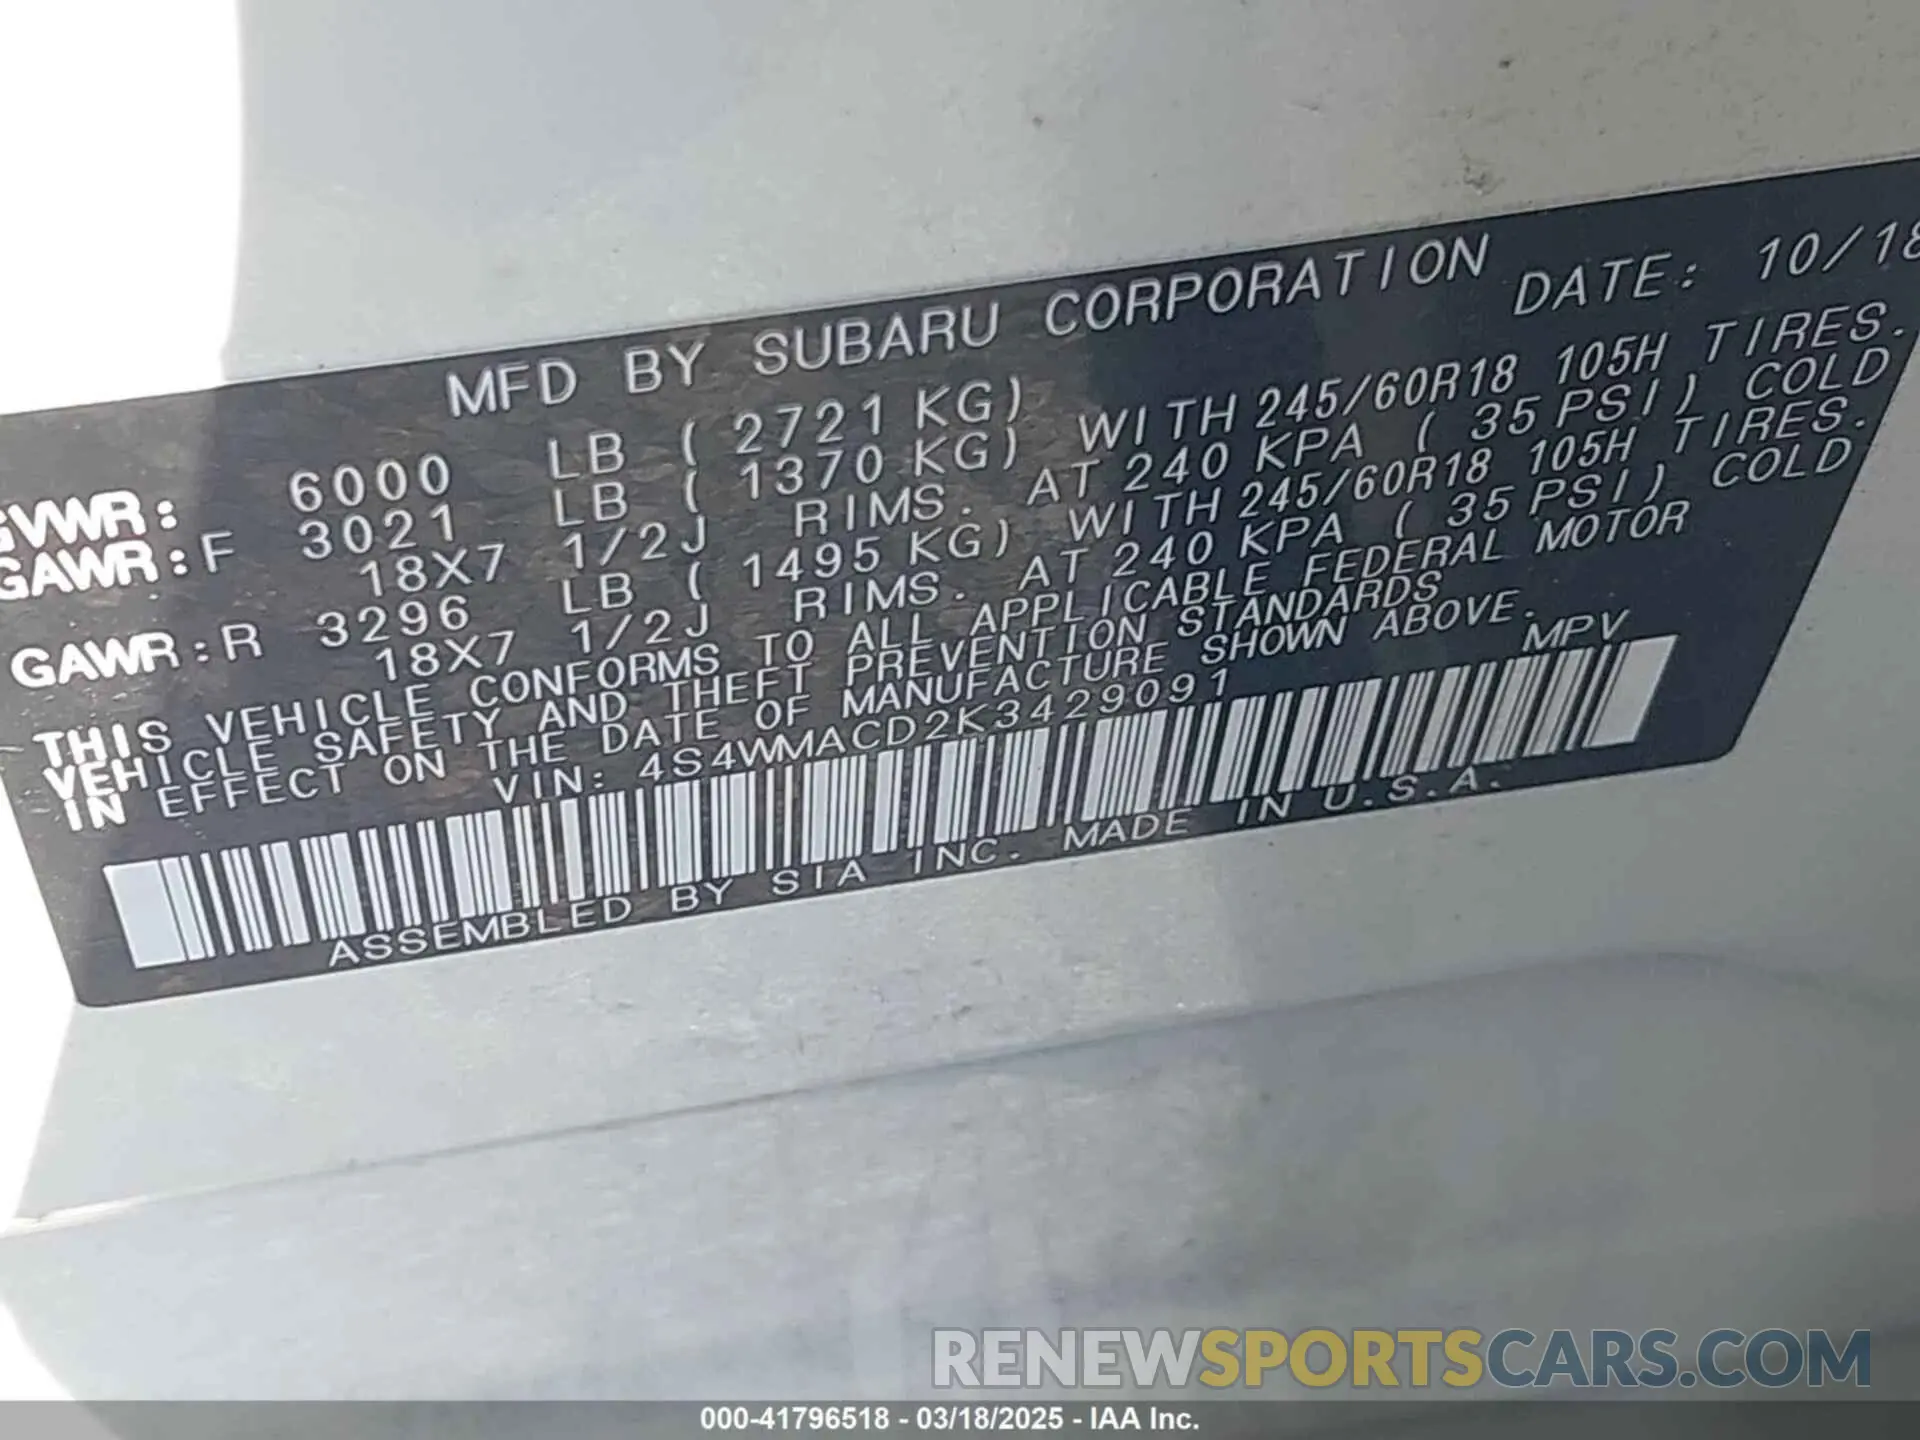 MFD BY SUBARU CORPORATION DATE: 10/18
GVWR: 6000 LB ( 2721 KG)
GAWR:F 3021 LB ( 1370 KG) WITH 245/60R18 105H TIRES.
18X7 1/2J RIMS. AT 240 KPA ( 35 PSI) COLD
GAWR:R 3296 LB ( 1495 KG) WITH 245/60R18 105H TIRES.
18X7 1/2J RIMS. AT 240 KPA ( 35 PSI) COLD
THIS VEHICLE CONFORMS TO ALL APPLICABLE FEDERAL MOTOR
VEHICLE SAFETY AND THEFT PREVENTION STANDARDS
IN EFFECT ON THE DATE OF MANUFACTURE SHOWN ABOVE.
VIN: 4S4WMACD2K3429091 MPV
ASSEMBLED BY SIA INC. MADE IN U.S.A.
RENEWSPORTSCARS.COM
000-41796518 - 03/18/2025 - IAA Inc.